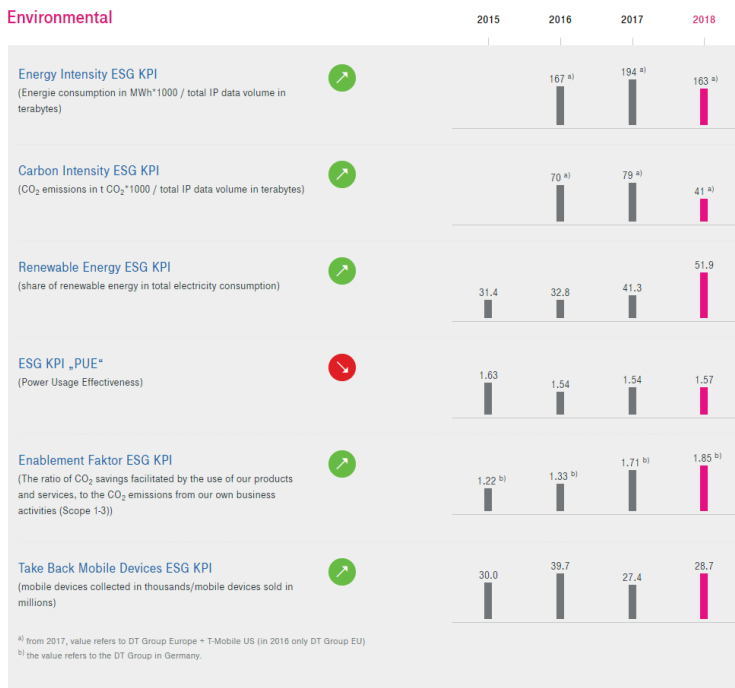 Environmental 2015 2016 2017 2018
Energy Intensity ESG KPI
(Energie consumption in MWh*1000 / total IP data volume in
terabytes)
167 a) 194 a) 163 a)
Carbon Intensity ESG KPI
(CO₂ emissions in t CO₂*1000 / total IP data volume in terabytes)
70 a) 79 a) 41 a)
Renewable Energy ESG KPI
(share of renewable energy in total electricity consumption)
31.4 32.8 41.3 51.9
ESG KPI „PUE“
(Power Usage Effectiveness)
1.63 1.54 1.54 1.57
Enablement Faktor ESG KPI
(The ratio of CO₂ savings facilitated by the use of our products
and services, to the CO₂ emissions from our own business
activities (Scope 1-3))
1.22 b) 1.33 b) 1.71 b) 1.85 b)
Take Back Mobile Devices ESG KPI
(mobile devices collected in thousands/mobile devices sold in
millions)
30.0 39.7 27.4 28.7
a) from 2017, value refers to DT Group Europe + T-Mobile US (in 2016 only DT Group EU)
b) the value refers to the DT Group in Germany.